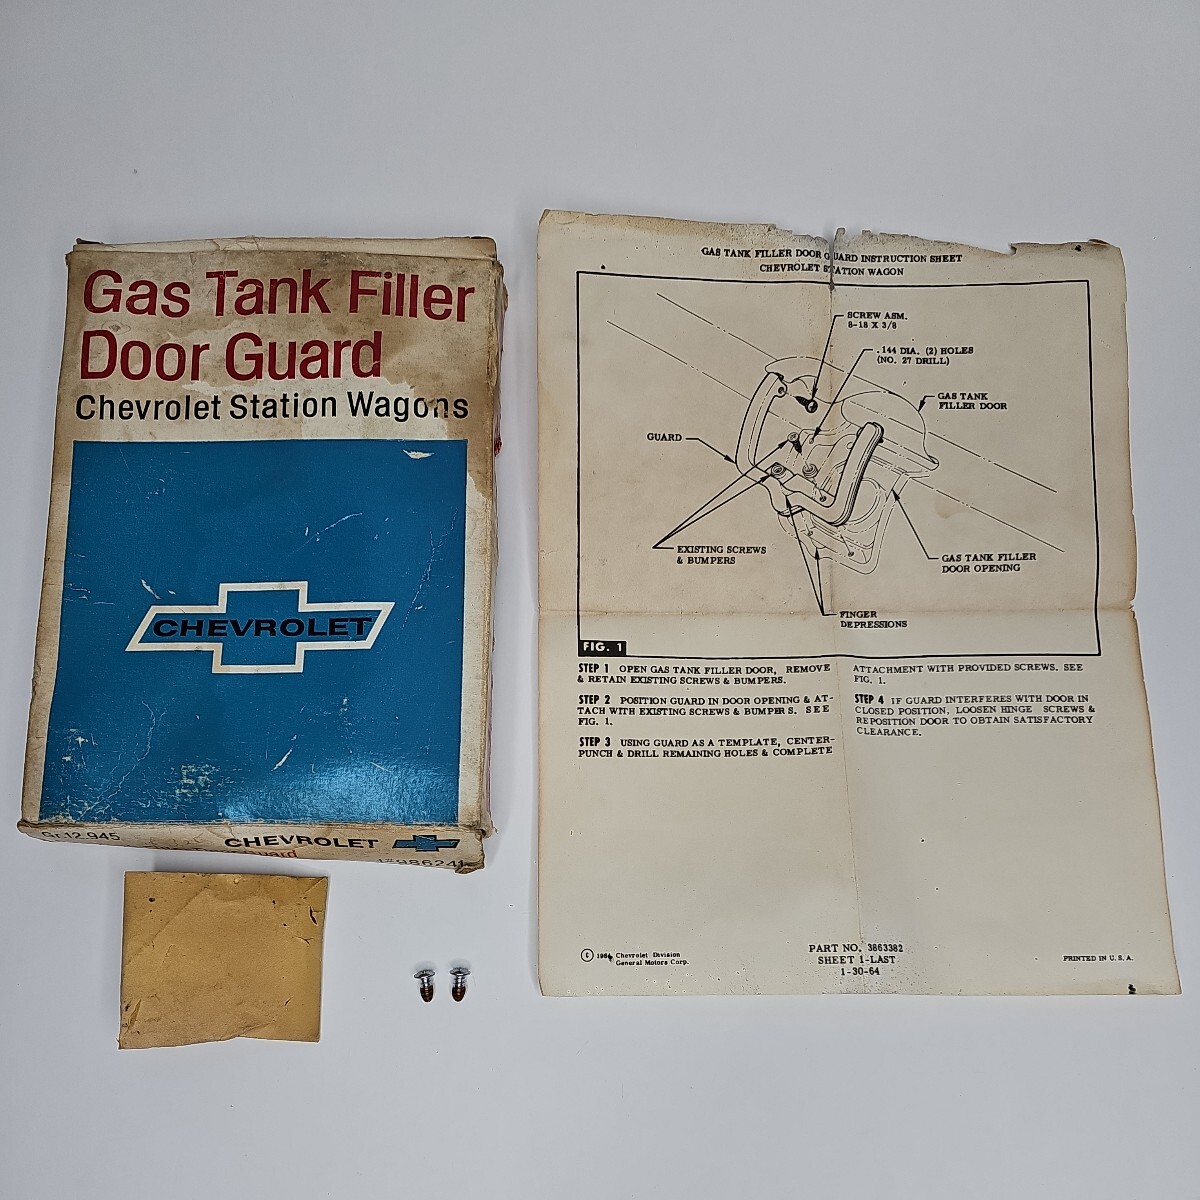 Gas Tank Filler
Door Guard
Chevrolet Station Wagons
CHEVROLET
Gr. 12.945
CHEVROLET
Guard
986241
GAS TANK FILLER DOOR GUARD INSTRUCTION SHEET
CHEVROLET STATION WAGON
SCREW ASM.
8-18 X 3/8
.144 DIA. (2) HOLES
(NO. 27 DRILL)
GAS TANK
FILLER DOOR
GUARD
EXISTING SCREWS
& BUMPERS
GAS TANK FILLER
DOOR OPENING
FINGER
DEPRESSIONS
FIG. 1
STEP 1 OPEN GAS TANK FILLER DOOR, REMOVE
& RETAIN EXISTING SCREWS & BUMPERS.
STEP 2 POSITION GUARD IN DOOR OPENING & AT-
TACH WITH EXISTING SCREWS & BUMPERS. SEE
FIG. 1.
STEP 3 USING GUARD AS A TEMPLATE, CENTER-
PUNCH & DRILL REMAINING HOLES & COMPLETE
ATTACHMENT WITH PROVIDED SCREWS. SEE
FIG. 1.
STEP 4 IF GUARD INTERFERES WITH DOOR IN
CLOSED POSITION, LOOSEN HINGE SCREWS &
REPOSITION DOOR TO OBTAIN SATISFACTORY
CLEARANCE.
© 1964 Chevrolet Division
General Motors Corp.
PART NO. 3863382
SHEET 1-LAST
1-30-64
PRINTED IN U. S. A.